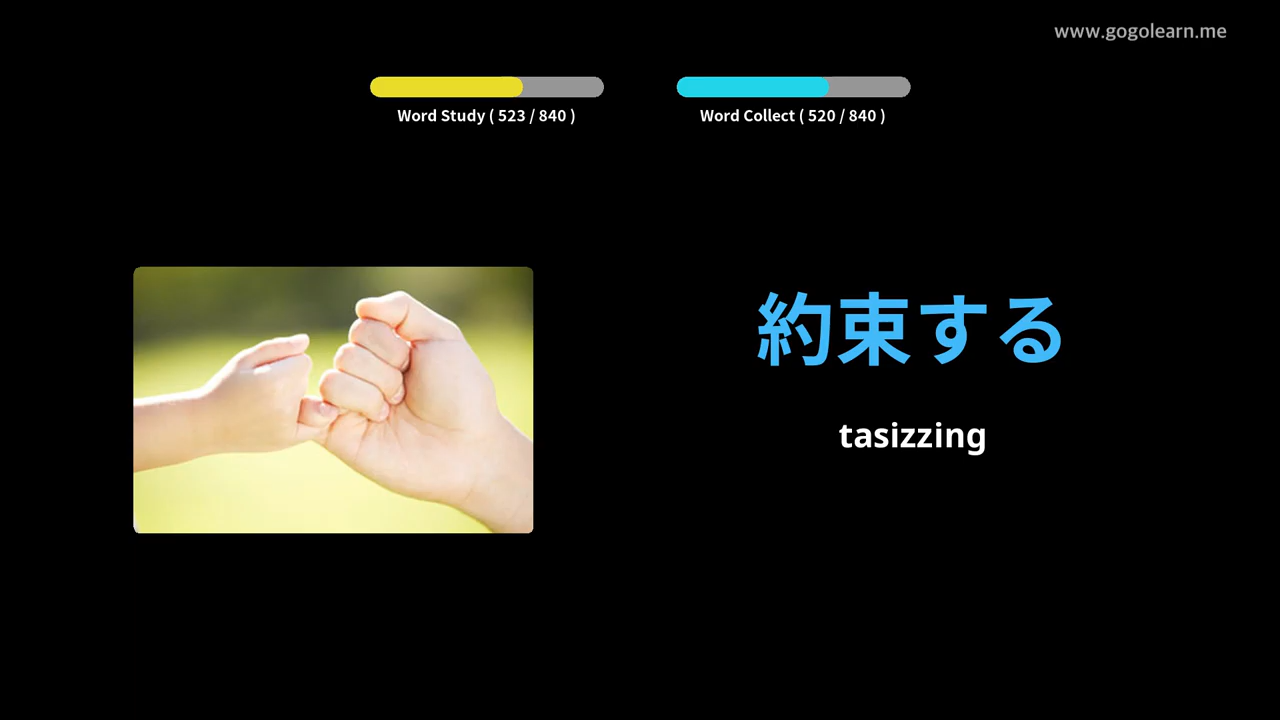 www.gogolearn.me
Word Study ( 523 / 840 )
Word Collect ( 520 / 840 )
約束する
tasizzing